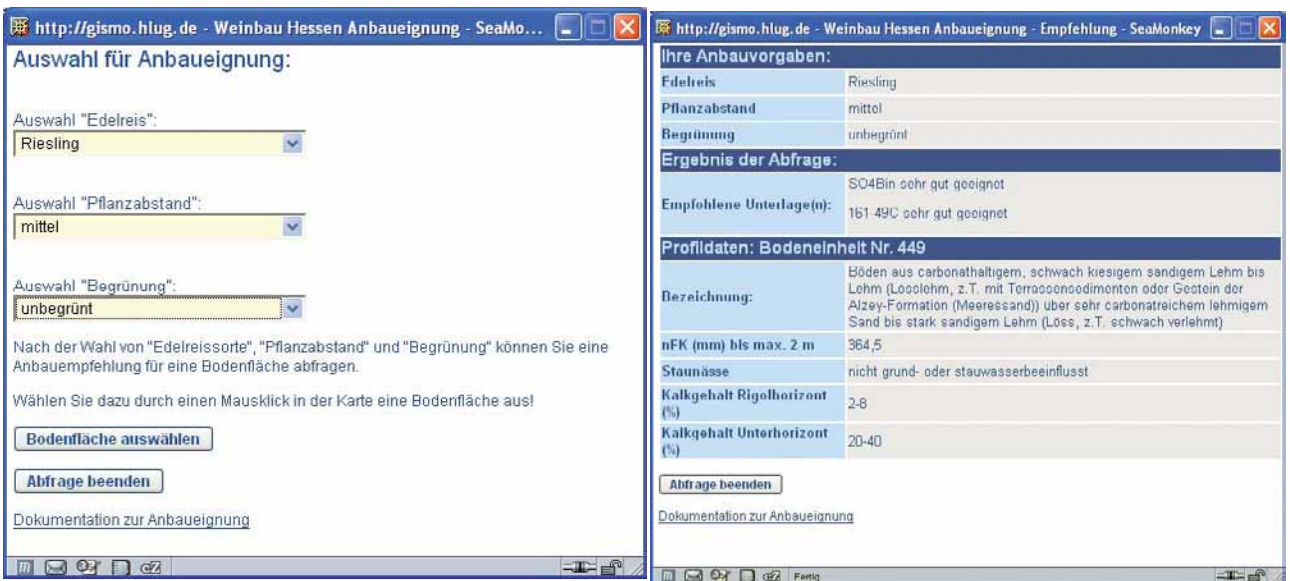 http://gismo.hlug.de - Weinbau Hessen Anbaueignung - SeaMo...
Auswahl für Anbaueignung:
Auswahl "Edelreis":
Riesling
Auswahl "Pflanzabstand":
mittel
Auswahl "Begrünung":
unbegrünt
Nach der Wahl von "Edelreissorte", "Pflanzabstand" und "Begrünung" können Sie eine
Anbauempfehlung für eine Bodenfläche abfragen.
Wählen Sie dazu durch einen Mausklick in der Karte eine Bodenfläche aus!
Bodenfläche auswählen
Abfrage beenden
Dokumentation zur Anbaueignung
http://gismo.hlug.de - Weinbau Hessen Anbaueignung - Empfehlung - SeaMonkey
Ihre Anbauvorgaben:
Edelreis Riesling
Pflanzabstand mittel
Begrünung unbegrünt
Ergebnis der Abfrage:
Empfohlene Unterlage(n): SO4Bin sehr gut geeignet
161-49C sehr gut geeignet
Profildaten: Bodeneinheit Nr. 449
Bezeichnung: Böden aus carbonathaltigem, schwach kiesigem sandigem Lehm bis
Lehm (Lösslehm, z.T. mit Terrassensedimenten oder Gestein der
Alzey-Formation (Meeressand)) über sehr carbonatreichem lehmigem
Sand bis stark sandigem Lehm (Löss, z.T. schwach verlehmt)
nFK (mm) bis max. 2 m 364,5
Staunässe nicht grund- oder stauwasserbeeinflusst
Kalkgehalt Rigolhorizont
(%) 2-8
Kalkgehalt Unterhorizont
(%) 20-40
Abfrage beenden
Dokumentation zur Anbaueignung
Fertig